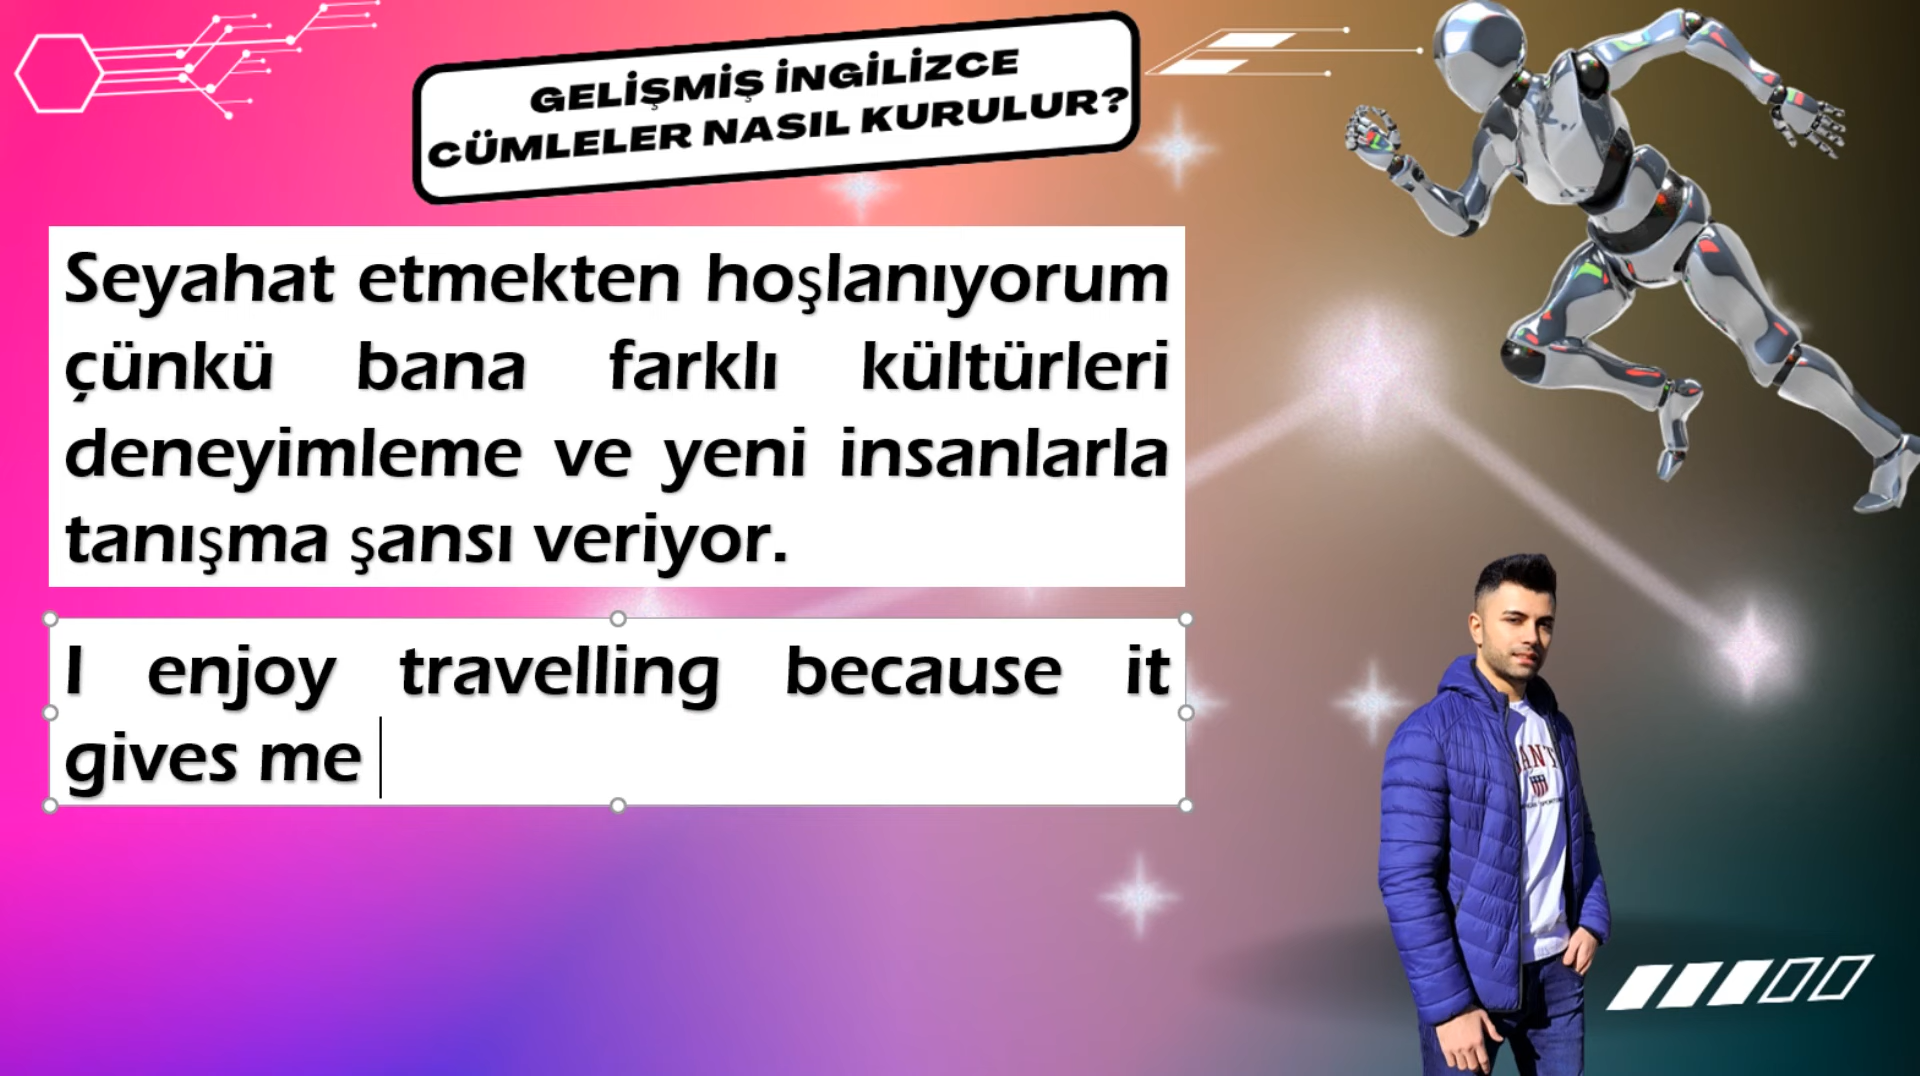 GELİŞMİŞ İNGİLİZCE
CÜMLELER NASIL KURULUR?
Seyahat etmekten hoşlanıyorum
çünkü bana farklı kültürleri
deneyimleme ve yeni insanlarla
tanışma şansı veriyor.
I enjoy travelling because it
gives me